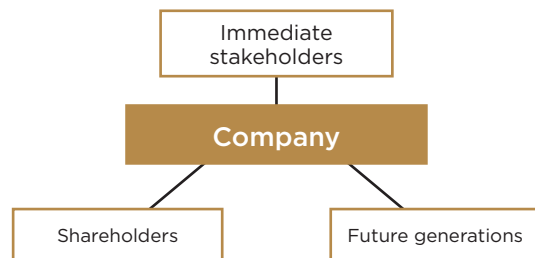 Immediate
stakeholders
Company
Shareholders
Future generations